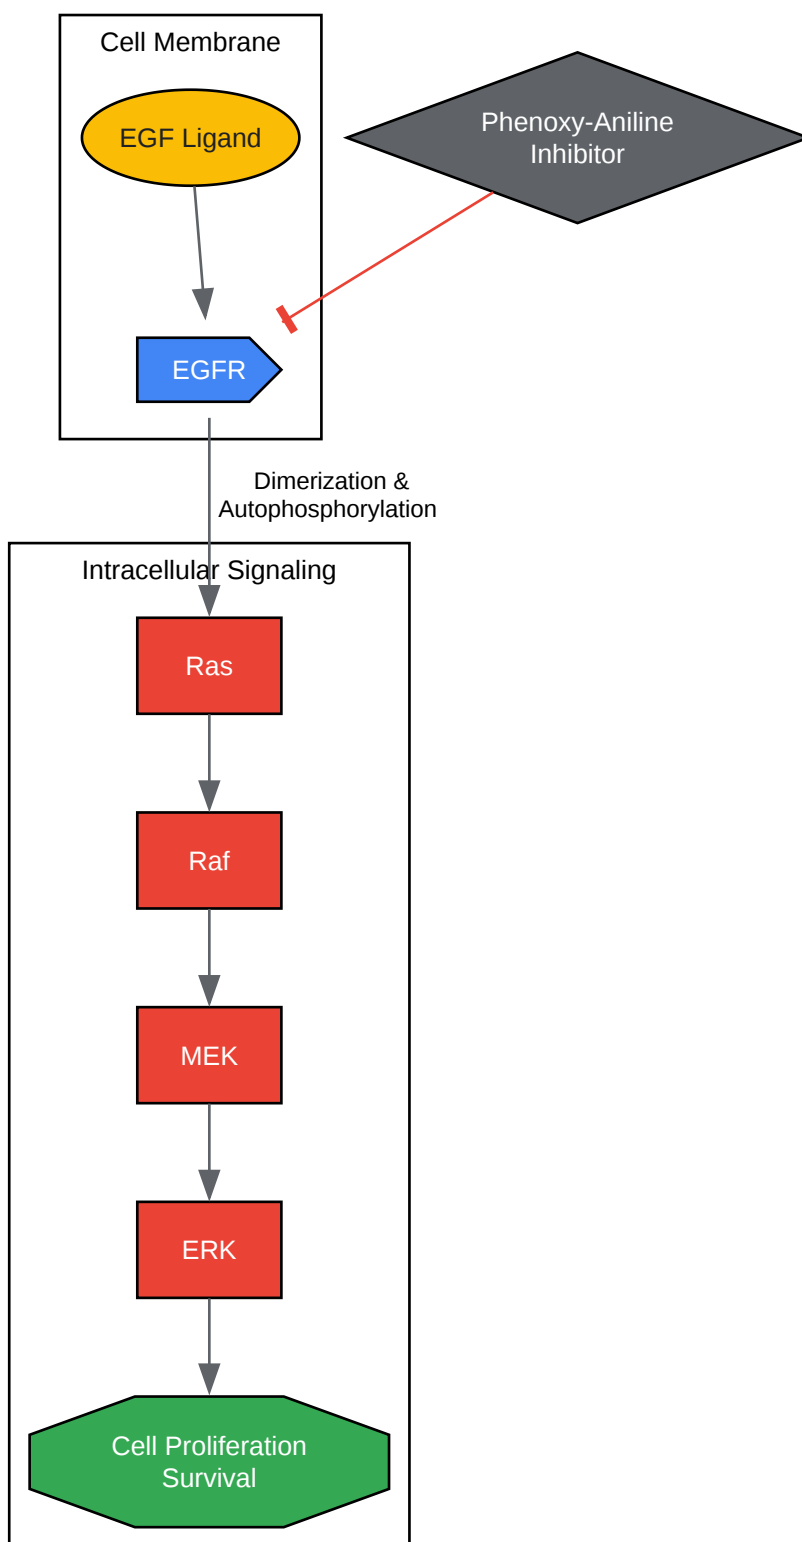 Cell Membrane
EGF Ligand
Phenoxy-Aniline
Inhibitor
EGFR
Dimerization &
Autophosphorylation
Intracellular Signaling
Ras
Raf
MEK
ERK
Cell Proliferation
Survival